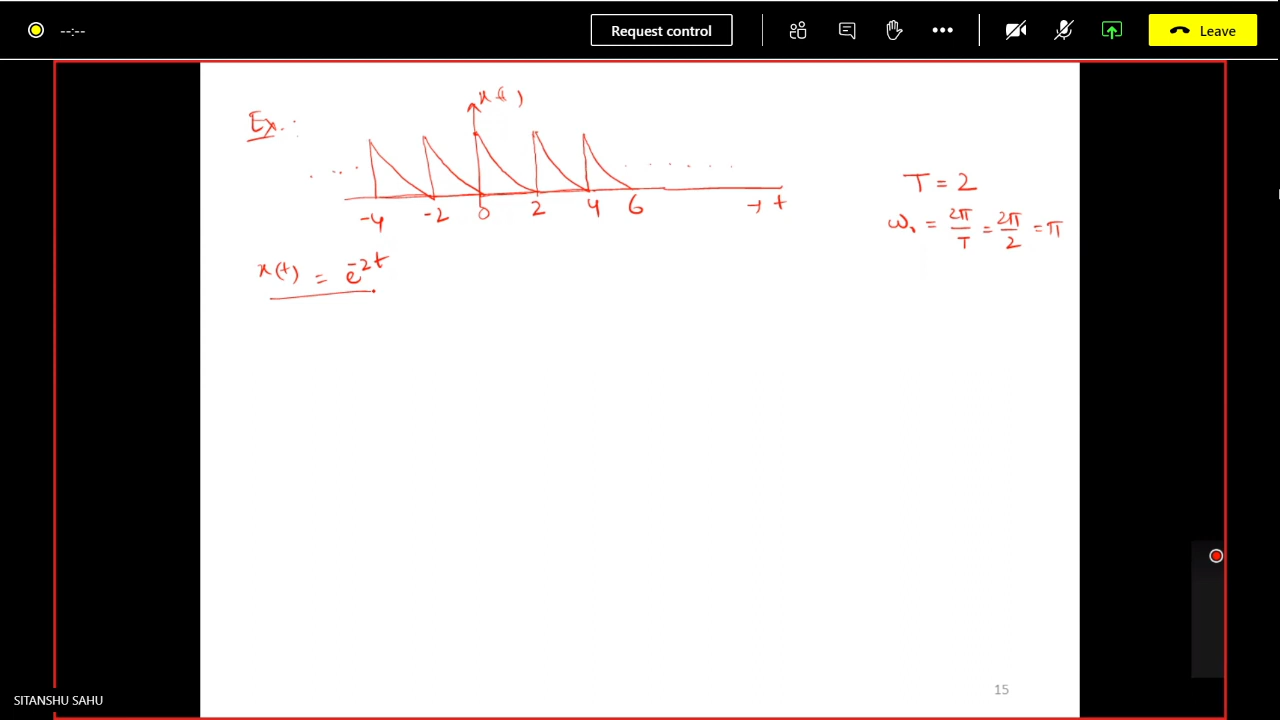 --:--
Request control
Leave
Ex.:
x(t)
-4 -2 0 2 4 6 → t
T = 2
ω₀ = 2π/T = 2π/2 = π
x(t) = e^-2t
15
SITANSHU SAHU